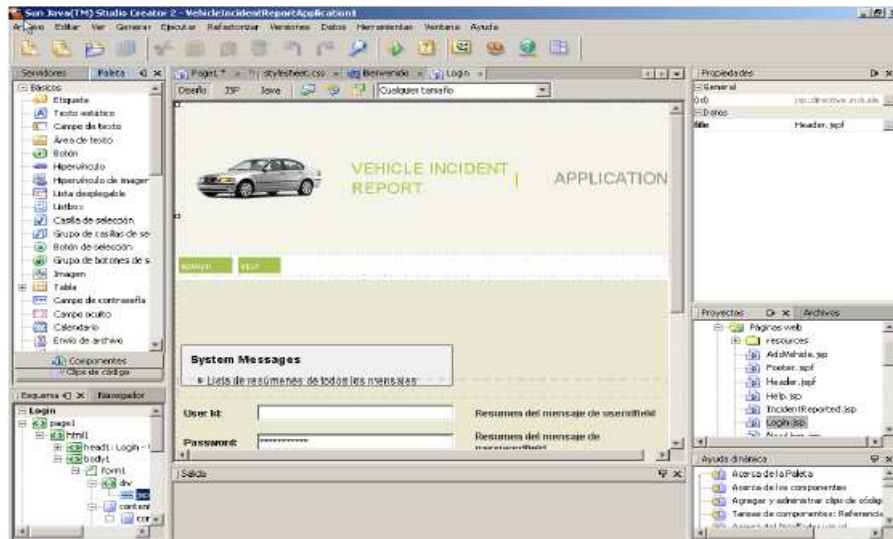 Sun Java(TM) Studio Creator 2 - VehicleIncidentReportApplication1
Archivo Editar Ver Generar Ejecutar Refactorizar Versiones Datos Herramientas Ventana Ayuda
Servidores Paleta
Page1 * stylesheet.css Bienvenido Login
Propiedades
Diseño JSP Java Cualquier tamaño
General
(id)
Datos
file Header.jspf
Básicos
Etiqueta
Texto estático
Campo de texto
Área de texto
Botón
Hipervínculo
Hipervínculo de imagen
Lista desplegable
Listbox
Casilla de selección
Grupo de casillas de se
Botón de selección
Grupo de botones de s
Imagen
Tabla
Campo de contraseña
Campo oculto
Calendario
Envío de archivo
Componentes
Clips de código
VEHICLE INCIDENT
REPORT
APPLICATION
System Messages
Lista de resúmenes de todos los mensajes
User Id: Resumen del mensaje de useridfield
Password: Resumen del mensaje de
Proyectos Archivos
Páginas web
resources
AddVehicle.jsp
Footer.jspf
Header.jspf
Help.jsp
IncidentReported.jsp
Login.jsp
Esquema Navegador
Login
page1
html1
head1: Login -
body1
form1
div
content
Salida
Ayuda dinámica
Acerca de la Paleta
Acerca de los componentes
Agregar y administrar clips de código
Tareas de componentes: Referencia